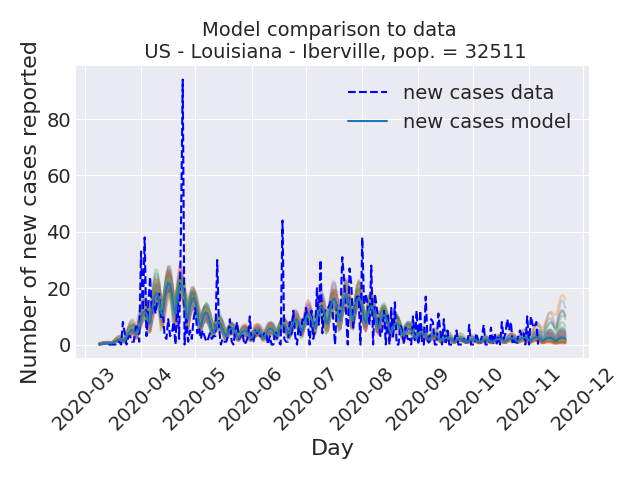 Model comparison to data
US - Louisiana - Iberville, pop. = 32511
Number of new cases reported
80
60
40
20
0
new cases data
new cases model
2020-03
2020-04
2020-05
2020-06
2020-07
2020-08
2020-09
2020-10
2020-11
2020-12
Day